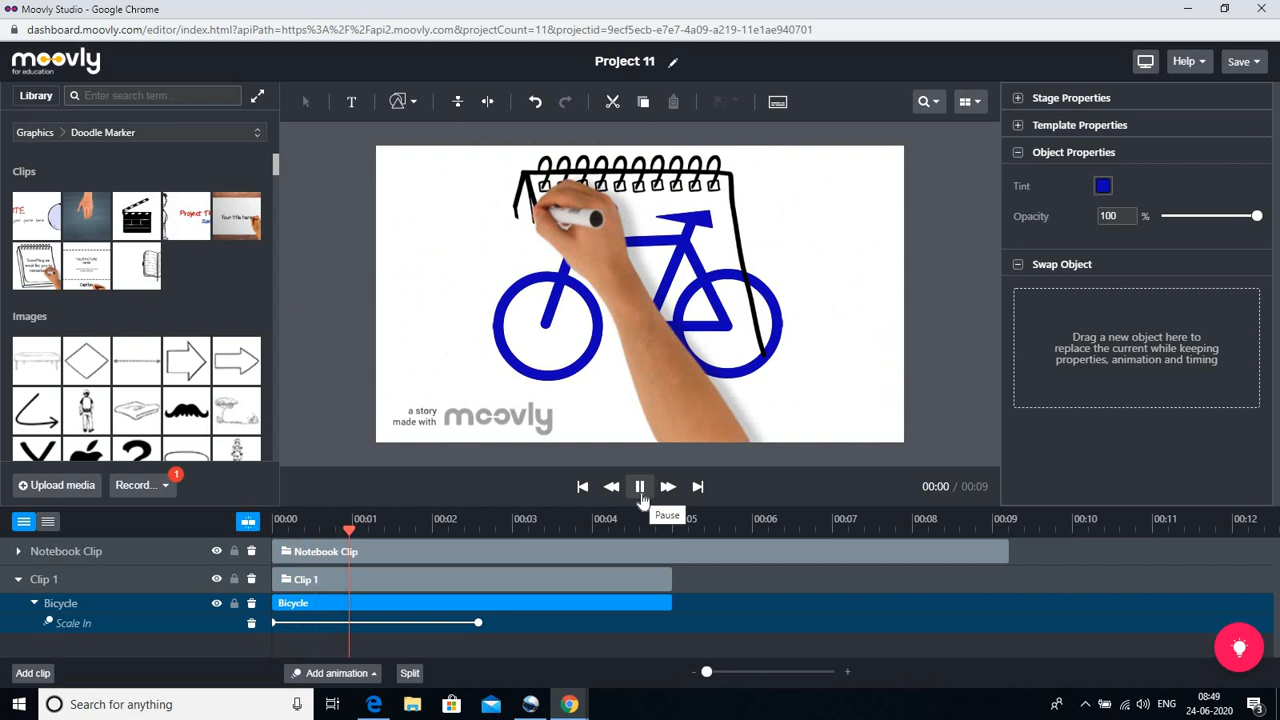 Moovly Studio - Google Chrome
dashboard.moovly.com/editor/index.html?apiPath=https%3A%2F%2Fapi2.moovly.com&projectCount=11&projectid=9ecf5ecb-e7e7-4a09-a219-11e1ae940701
moovly
for education
Project 11
Help
Save
Library
Enter search term...
T
Stage Properties
Template Properties
Object Properties
Tint
Opacity
100
%
Swap Object
Drag a new object here to
replace the current while keeping
properties, animation and timing
Graphics > Doodle Marker
Clips
Your title here...
Images
?
Upload media
Record...
1
a story
made with
moovly
00:00 / 00:09
Pause
00:00
00:01
00:02
00:03
00:04
05
00:06
00:07
00:08
00:09
00:10
00:11
00:12
Notebook Clip
Notebook Clip
Clip 1
Clip 1
Bicycle
Bicycle
Scale In
Add clip
Add animation
Split
- +
Search for anything
ENG
08:49
24-06-2020
3